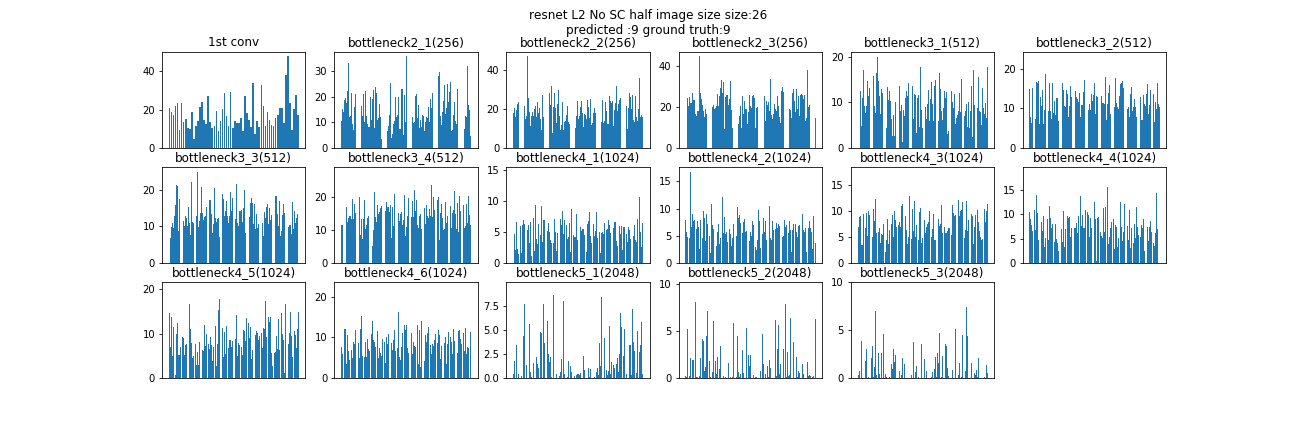 resnet L2 No SC half image size size:26
predicted :9 ground truth:9
1st conv bottleneck2_1(256) bottleneck2_2(256) bottleneck2_3(256) bottleneck3_1(512) bottleneck3_2(512)
40 20 0
30 20 10 0
40 20 0
40 20 0
20 10 0
20 10 0
bottleneck3_3(512) bottleneck3_4(512) bottleneck4_1(1024) bottleneck4_2(1024) bottleneck4_3(1024) bottleneck4_4(1024)
20 10 0
20 10 0
15 10 5 0
15 10 5 0
15 10 5 0
15 10 5 0
bottleneck4_5(1024) bottleneck4_6(1024) bottleneck5_1(2048) bottleneck5_2(2048) bottleneck5_3(2048)
20 10 0
20 10 0
7.5 5.0 2.5 0.0
10 5 0
10 5 0